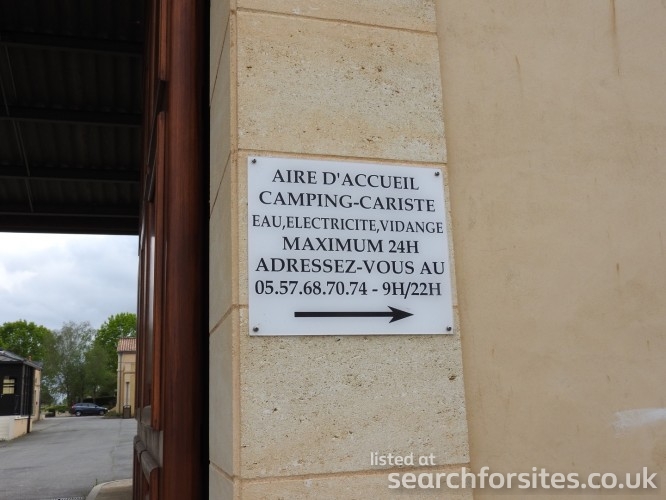 AIRE D'ACCUEIL
CAMPING-CARISTE
EAU,ELECTRICITE,VIDANGE
MAXIMUM 24H
ADRESSEZ-VOUS AU
05.57.68.70.74 - 9H/22H
listed at
searchforsites.co.uk